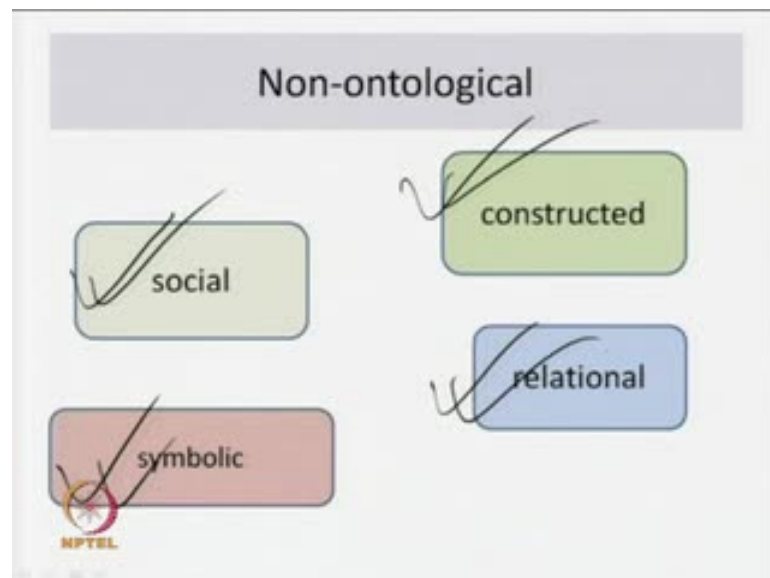 Non-ontological
constructed
social
relational
symbolic
NPTEL